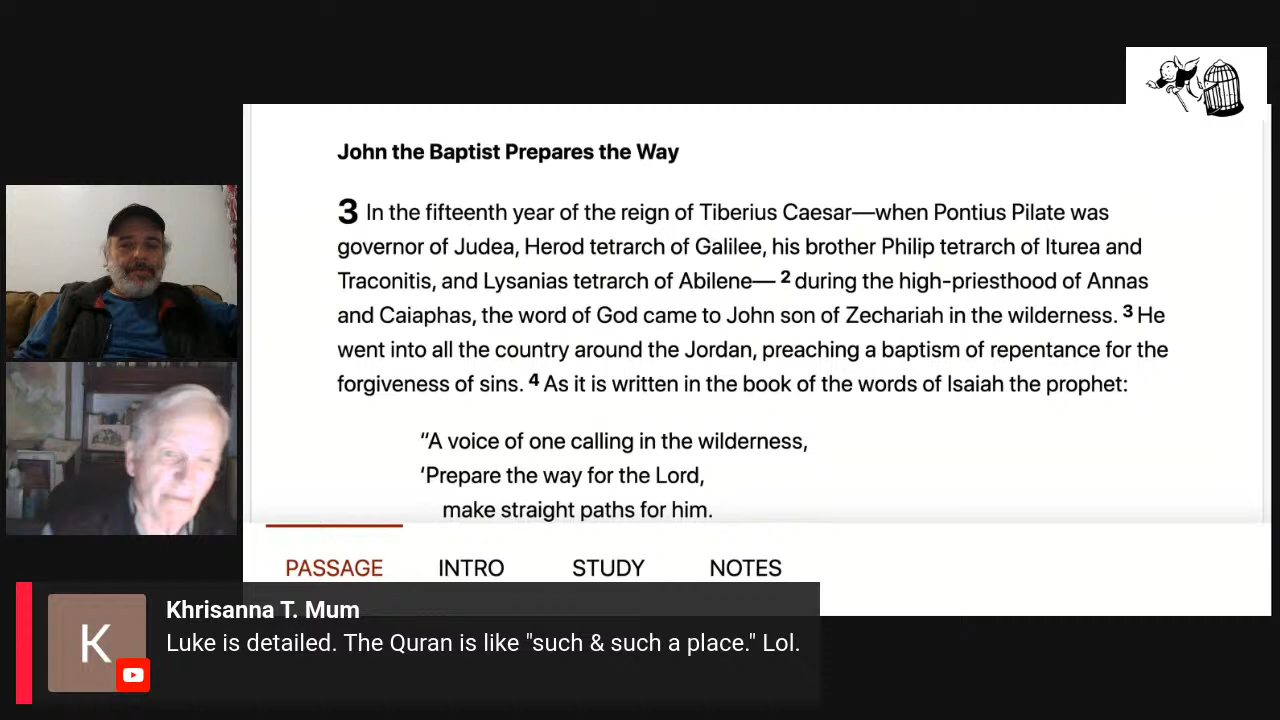 John the Baptist Prepares the Way
3 In the fifteenth year of the reign of Tiberius Caesar—when Pontius Pilate was
governor of Judea, Herod tetrarch of Galilee, his brother Philip tetrarch of Iturea and
Traconitis, and Lysanias tetrarch of Abilene— 2 during the high-priesthood of Annas
and Caiaphas, the word of God came to John son of Zechariah in the wilderness. 3 He
went into all the country around the Jordan, preaching a baptism of repentance for the
forgiveness of sins. 4 As it is written in the book of the words of Isaiah the prophet:
“A voice of one calling in the wilderness,
‘Prepare the way for the Lord,
make straight paths for him.
PASSAGE INTRO STUDY NOTES
K
Khrisanna T. Mum
Luke is detailed. The Quran is like "such & such a place." Lol.